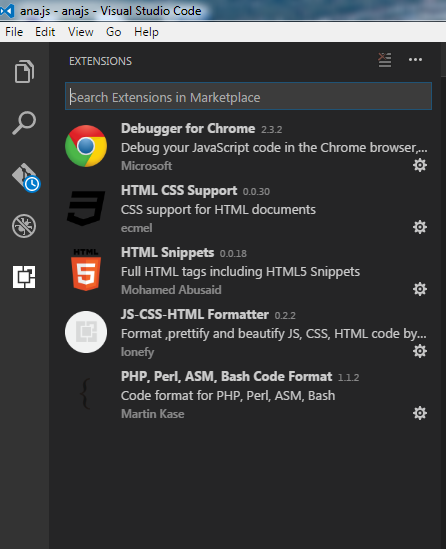 ana.js - anajs - Visual Studio Code
File Edit View Go Help
EXTENSIONS
Search Extensions in Marketplace
Debugger for Chrome 2.3.2
Debug your JavaScript code in the Chrome browser,...
Microsoft
HTML CSS Support 0.0.30
CSS support for HTML documents
ecmel
HTML Snippets 0.0.18
Full HTML tags including HTML5 Snippets
Mohamed Abusaid
HTML
5
JS-CSS-HTML Formatter 0.2.2
Format ,prettify and beautify JS, CSS, HTML code by...
lonefy
PHP, Perl, ASM, Bash Code Format 1.1.2
Code format for PHP, Perl, ASM, Bash
Martin Kase
{